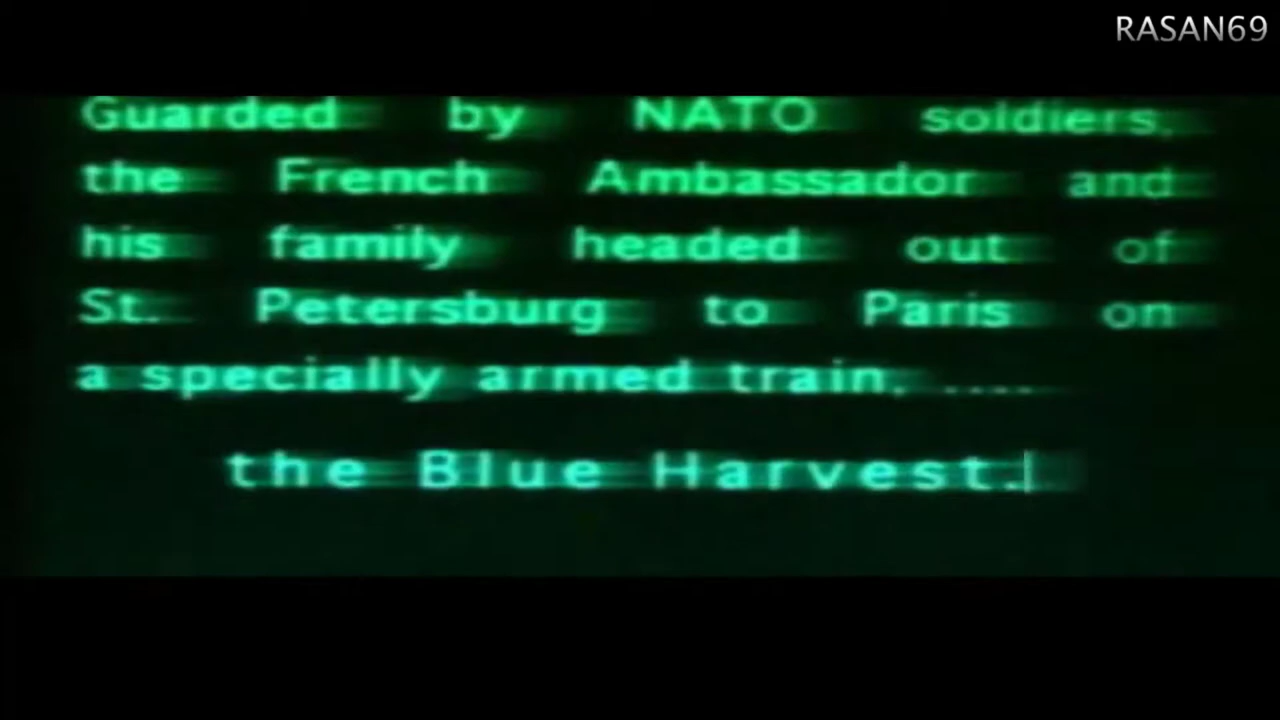 RASAN69
Guarded by NATO soldiers,
the French Ambassador and
his family headed out of
St. Petersburg to Paris on
a specially armed train. ....
the Blue Harvest.